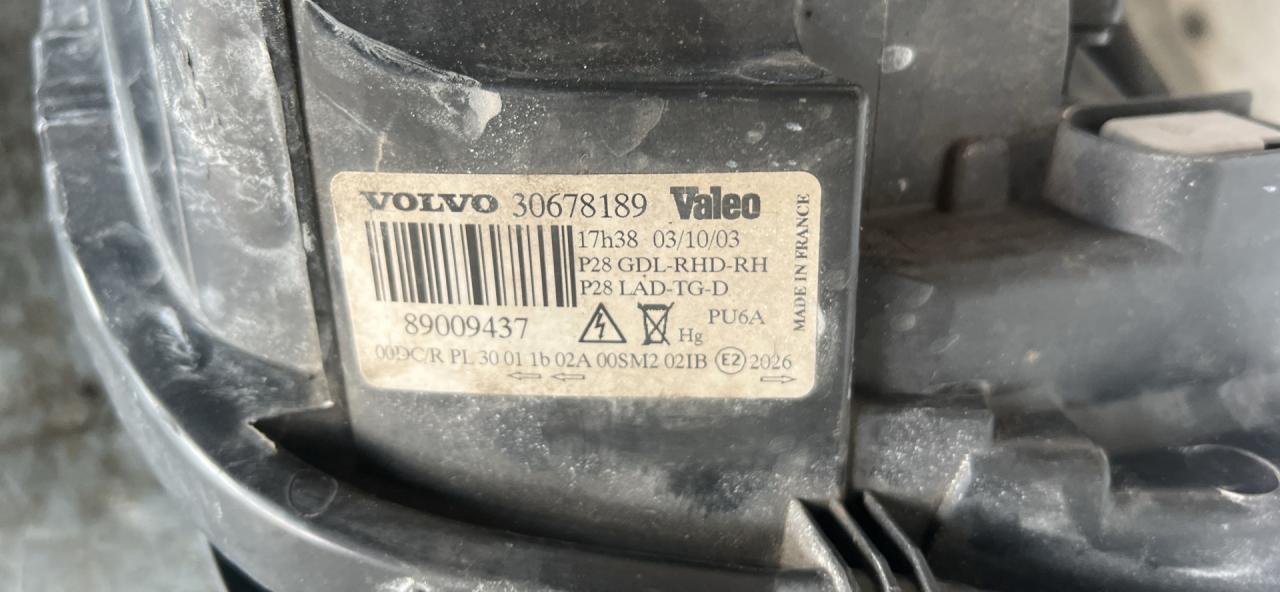 VOLVO 30678189 Valeo
17h38 03/10/03
P28 GDL-RHD-RH
P28 LAD-TG-D
89009437
Hg PU6A
00DC/R PL 30 01 1b 02A 00SM2 02IB E2 2026
MADE IN FRANCE